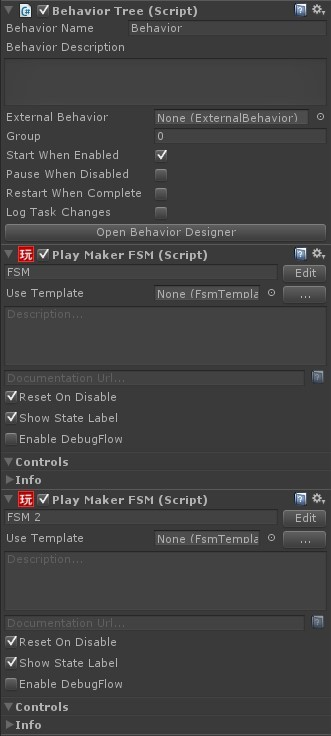 Behavior Tree (Script)
Behavior Name Behavior
Behavior Description
External Behavior None (ExternalBehavior)
Group 0
Start When Enabled
Pause When Disabled
Restart When Complete
Log Task Changes
Open Behavior Designer
玩 Play Maker FSM (Script)
FSM Edit
Use Template None (FsmTempla ...
Description...
Documentation Url...
Reset On Disable
Show State Label
Enable DebugFlow
Controls
Info
玩 Play Maker FSM (Script)
FSM 2 Edit
Use Template None (FsmTempla ...
Description...
Documentation Url...
Reset On Disable
Show State Label
Enable DebugFlow
Controls
Info